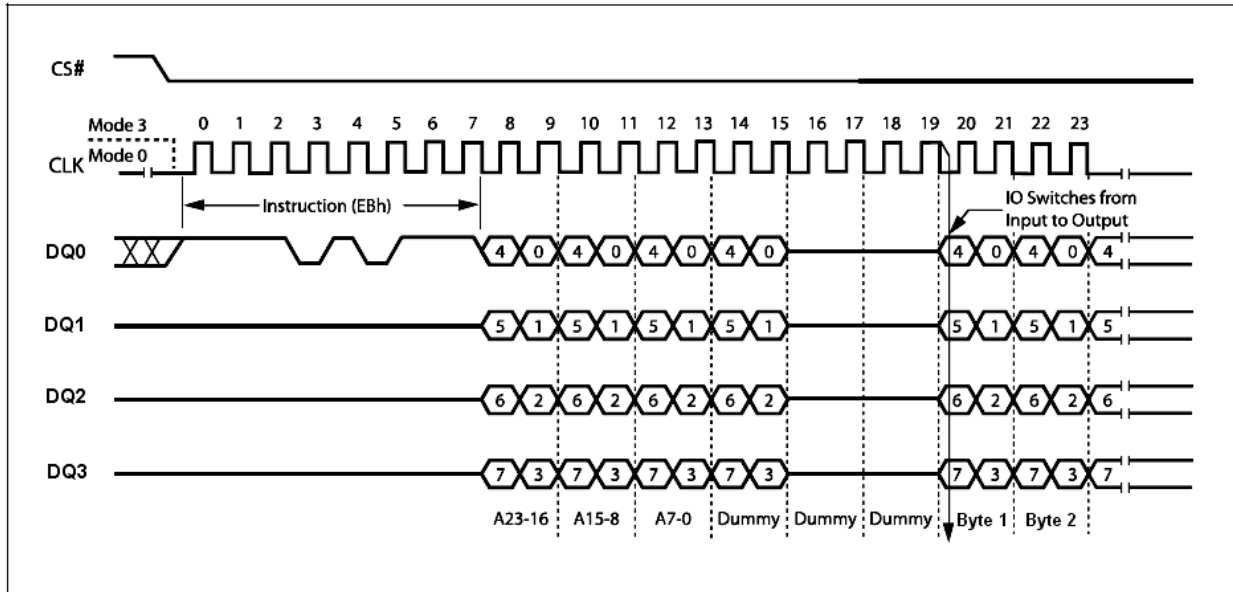 CS#
Mode 3
0 1 2 3 4 5 6 7 8 9 10 11 12 13 14 15 16 17 18 19 20 21 22 23
Mode 0
CLK
Instruction (EBh)
IO Switches from
Input to Output
DQ0
4 0 4 0 4 0 4 0 4 0 4 0 4
DQ1
5 1 5 1 5 1 5 1 5 1 5 1 5
DQ2
6 2 6 2 6 2 6 2 6 2 6 2 6
DQ3
7 3 7 3 7 3 7 3 7 3 7 3 7
A23-16 A15-8 A7-0 Dummy Dummy Dummy Byte 1 Byte 2